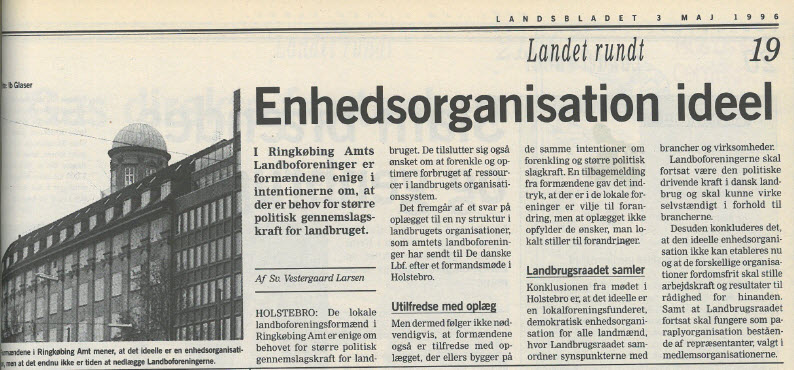 LANDSBLADET 3 MAJ 1996
Landet rundt 19
Ib Glaser
Enhedsorganisation ideel
I Ringkøbing Amts
Landboforeninger er
formændene enige i
intentionerne om, at
der er behov for større
politisk gennemslags-
kraft for landbruget.
Af Sv. Vestergaard Larsen
HOLSTEBRO: De lokale
landboforeningsformænd i
Ringkøbing Amt er enige om
behovet for større politisk
gennemslagskraft for land-
bruget. De tilslutter sig også
ønsket om at forenkle og op-
timere forbruget af ressour-
cer i landbrugets organisati-
onssystem.
Det fremgår af et svar på
oplægget til en ny struktur i
landbrugets organisationer,
som amtets landboforenin-
ger har sendt til De danske
Lbf. efter et formandsmøde i
Holstebro.
Utilfredse med oplæg
Men dermed følger ikke nød-
vendigvis, at formændene
også er tilfredse med op-
lægget, der ellers bygger på
de samme intentioner om
forenkling og større politisk
slagkraft. En tilbagemelding
fra formændene gav det ind-
tryk, at der er i de lokale for-
eninger er vilje til foran-
dring, men at oplægget ikke
opfylder de ønsker, man lo-
kalt stiller til forandringer.
Landbrugsraadet samler
Konklusionen fra mødet i
Holstebro er, at det ideelle er
en lokalforeningsfunderet,
demokratisk enhedsorgani-
sation for alle landmænd,
hvor Landbrugsraadet sam-
ordner synspunkterne med
brancher og virksomheder.
Landboforeningerne skal
fortsat være den politiske
drivende kraft i dansk land-
brug og skal kunne virke
selvstændigt i forhold til
brancherne.
Desuden konkluderes det,
at den ideelle enhedsorgani-
sation ikke kan etableres nu
og at de forskellige organisa-
tioner fordomsfrit skal stille
arbejdskraft og resultater til
rådighed for hinanden.
Samt at Landbrugsraadet
fortsat skal fungere som pa-
raplyorganisation beståen-
de af repræsentanter, valgt i
medlemsorganisationerne.
mændene i Ringkøbing Amt mener, at det ideelle er en enhedsorganisati-
, men at det endnu ikke er tiden at nedlægge Landboforeningerne.